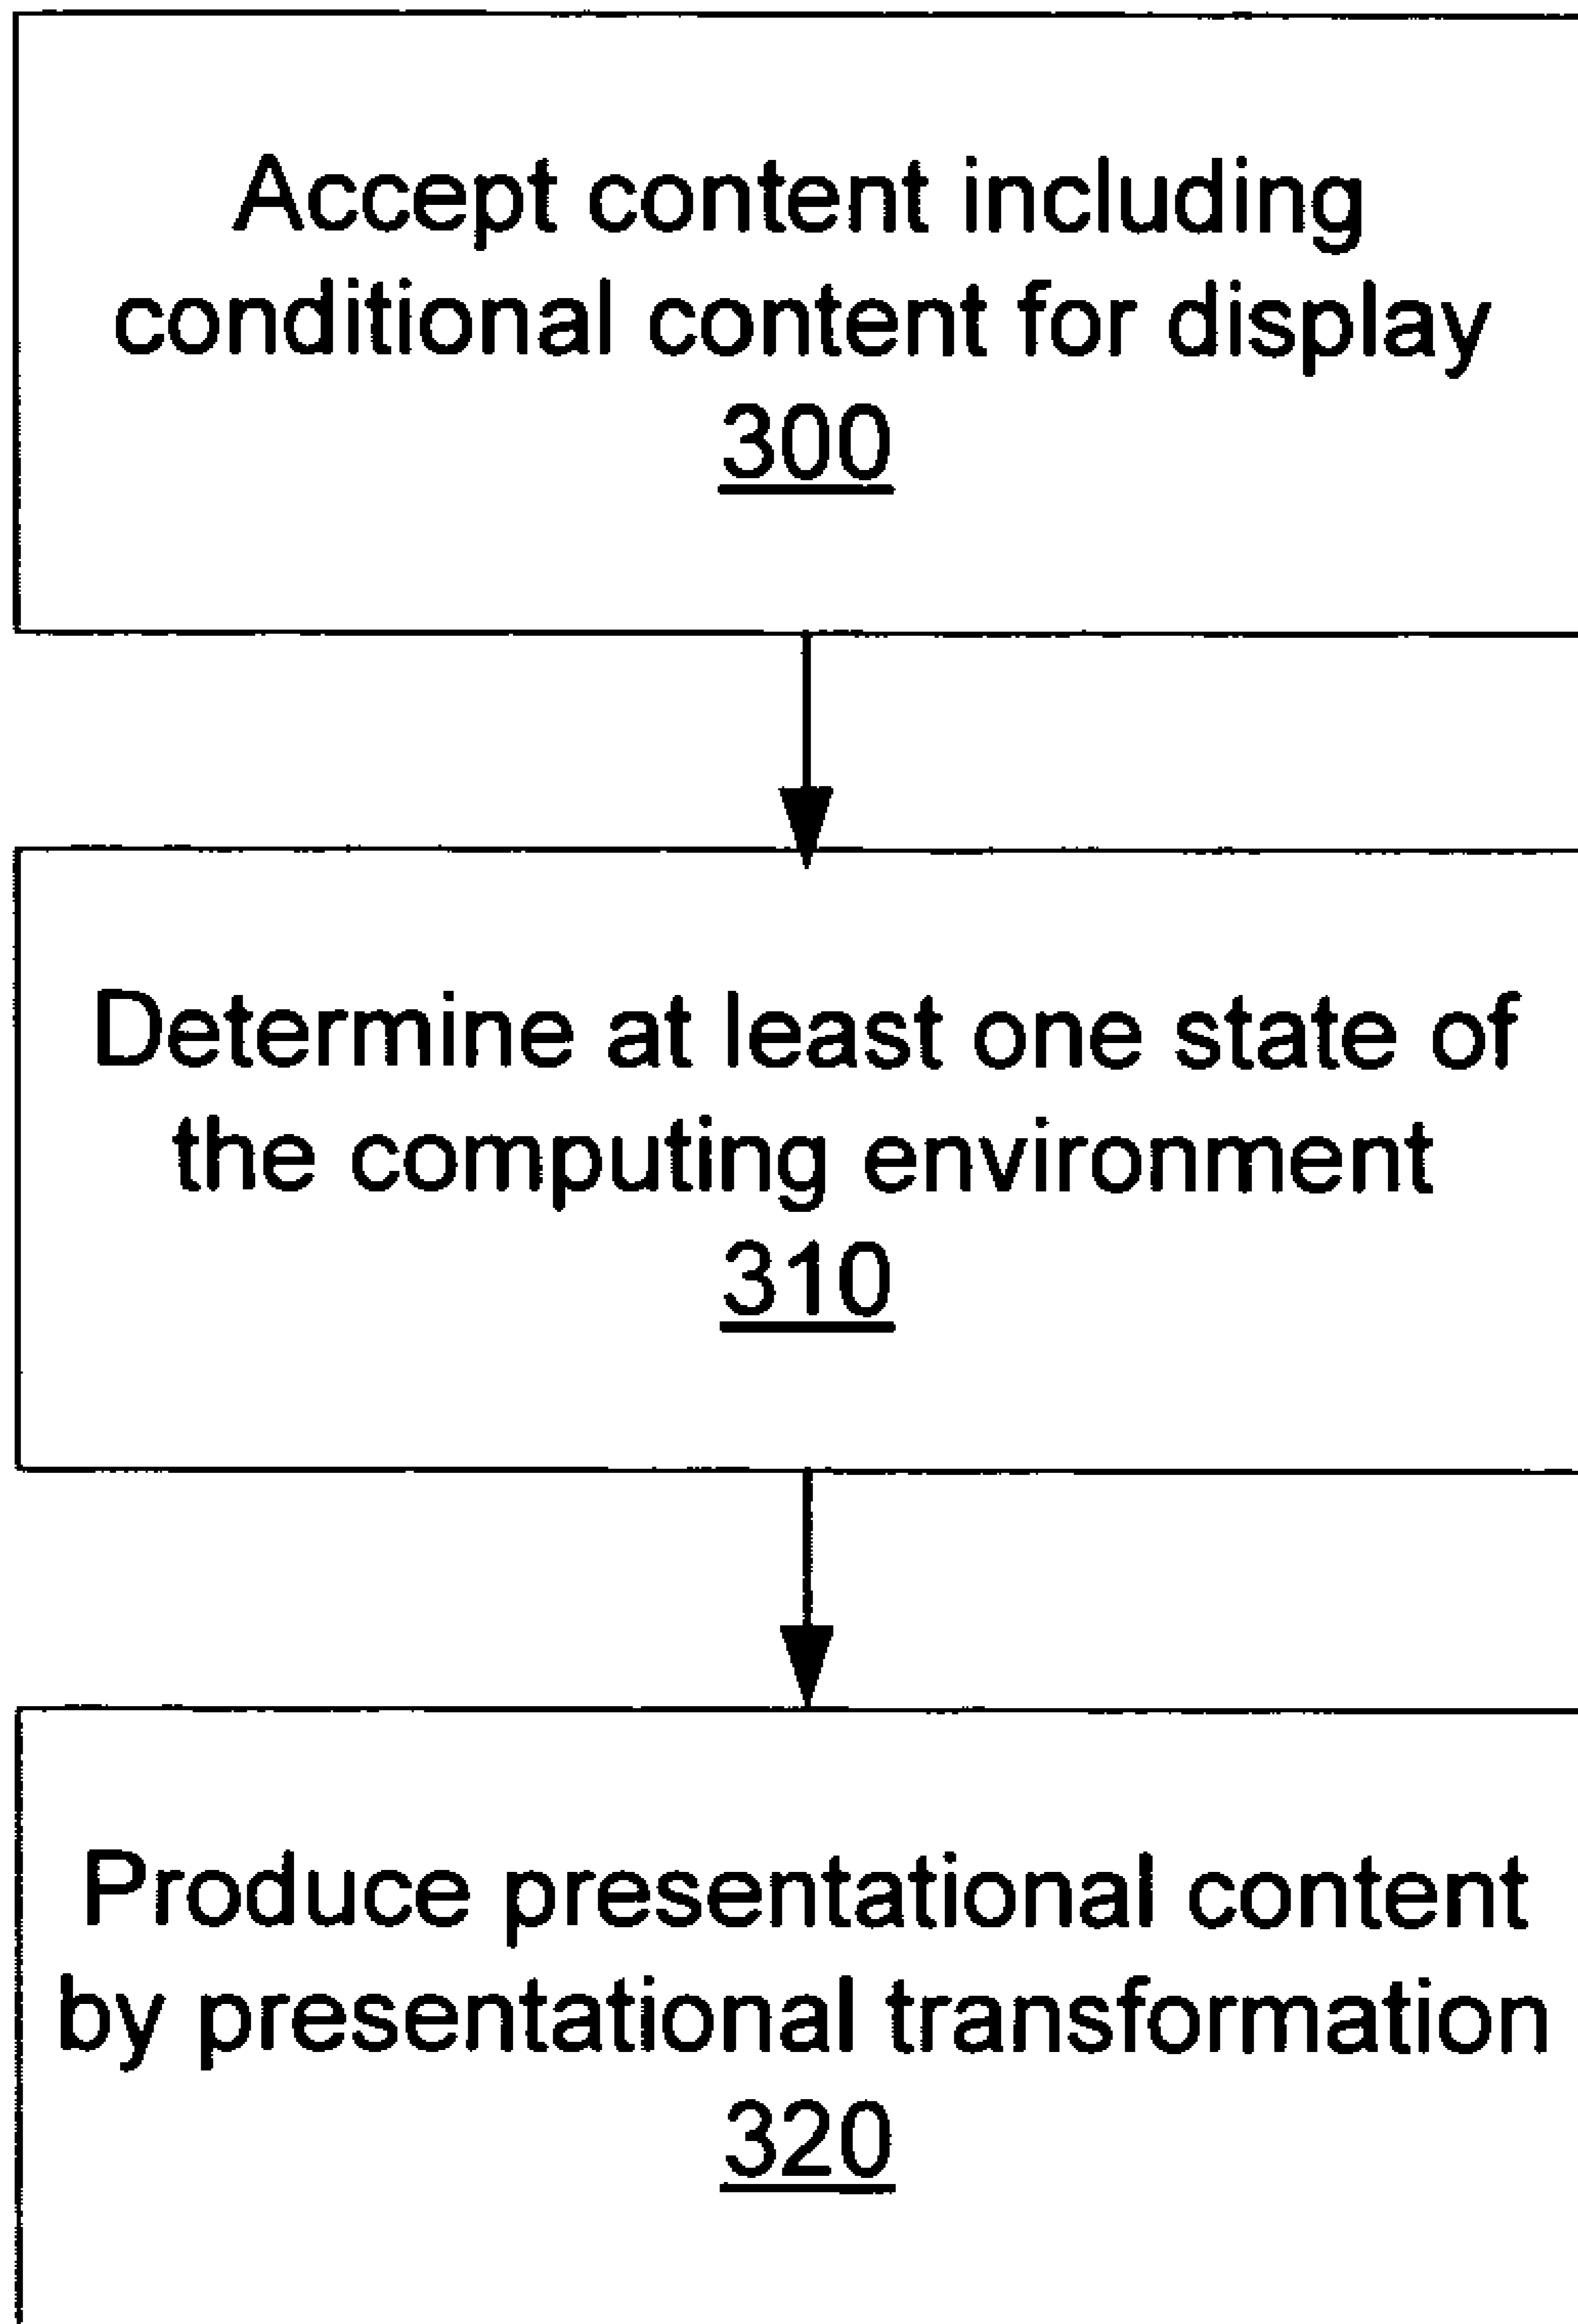 Accept content including
conditional content for display
300
Determine at least one state of
the computing environment
310
Produce presentational content
by presentational transformation
320